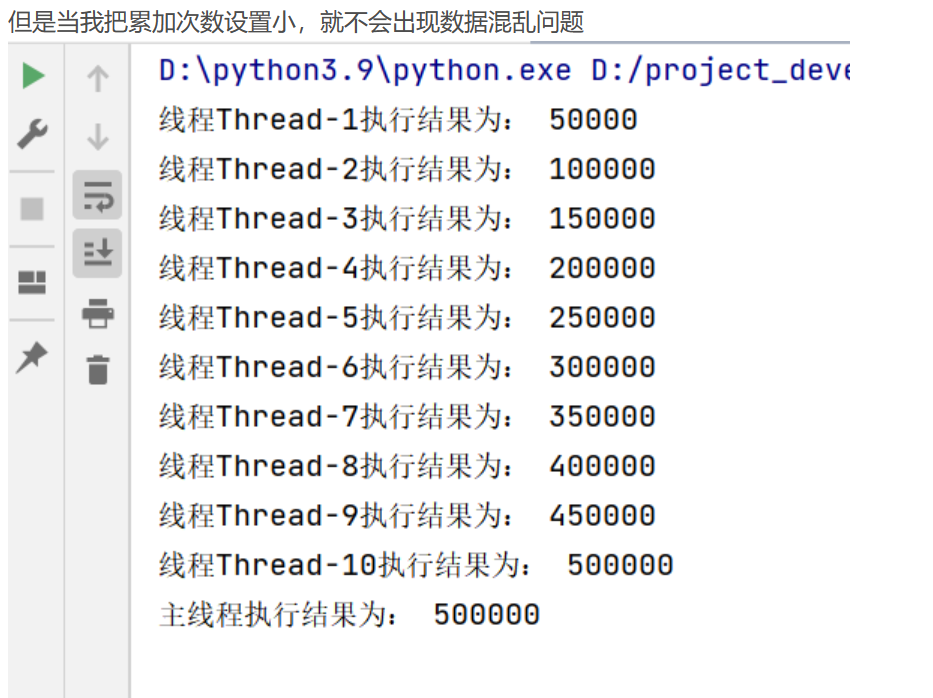 但是当我把累加次数设置小，就不会出现数据混乱问题
D:\python3.9\python.exe D:/project_deve
线程Thread-1执行结果为： 50000
线程Thread-2执行结果为： 100000
线程Thread-3执行结果为： 150000
线程Thread-4执行结果为： 200000
线程Thread-5执行结果为： 250000
线程Thread-6执行结果为： 300000
线程Thread-7执行结果为： 350000
线程Thread-8执行结果为： 400000
线程Thread-9执行结果为： 450000
线程Thread-10执行结果为： 500000
主线程执行结果为： 500000